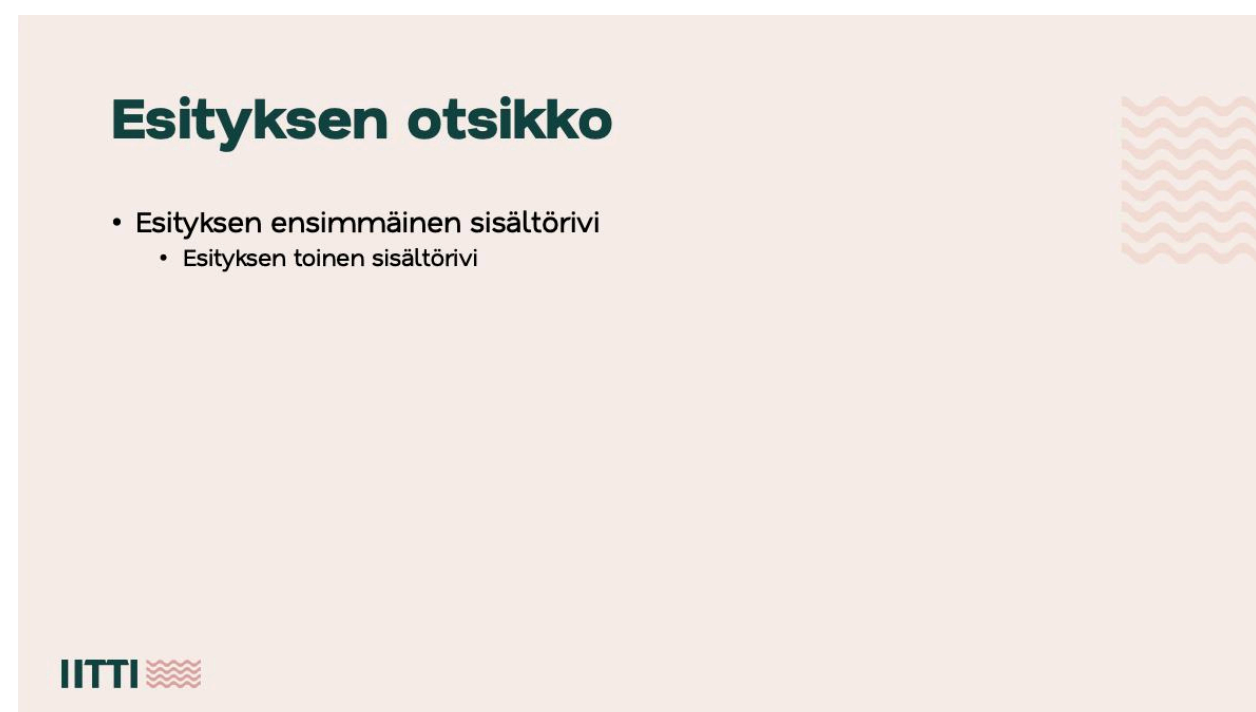 Esityksen otsikko
• Esityksen ensimmäinen sisältörivi
• Esityksen toinen sisältörivi
IITTI